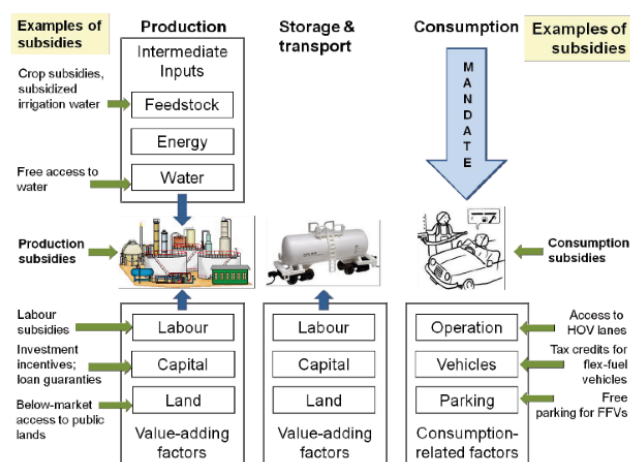 Examples of
subsidies
Production
Storage &
transport
Consumption
Examples of
subsidies
Intermediate
Inputs
Crop subsidies,
subsidized
irrigation water
Feedstock
Energy
Free access to
water
Water
MANDATE
Production
subsidies
Consumption
subsidies
Labour
subsidies
Labour
Labour
Operation
Access to
HOV lanes
Investment
incentives;
loan guaranties
Capital
Capital
Vehicles
Tax credits for
flex-fuel
vehicles
Below-market
access to public
lands
Land
Land
Parking
Free
parking for FFVs
Value-adding
factors
Value-adding
factors
Consumption-
related factors